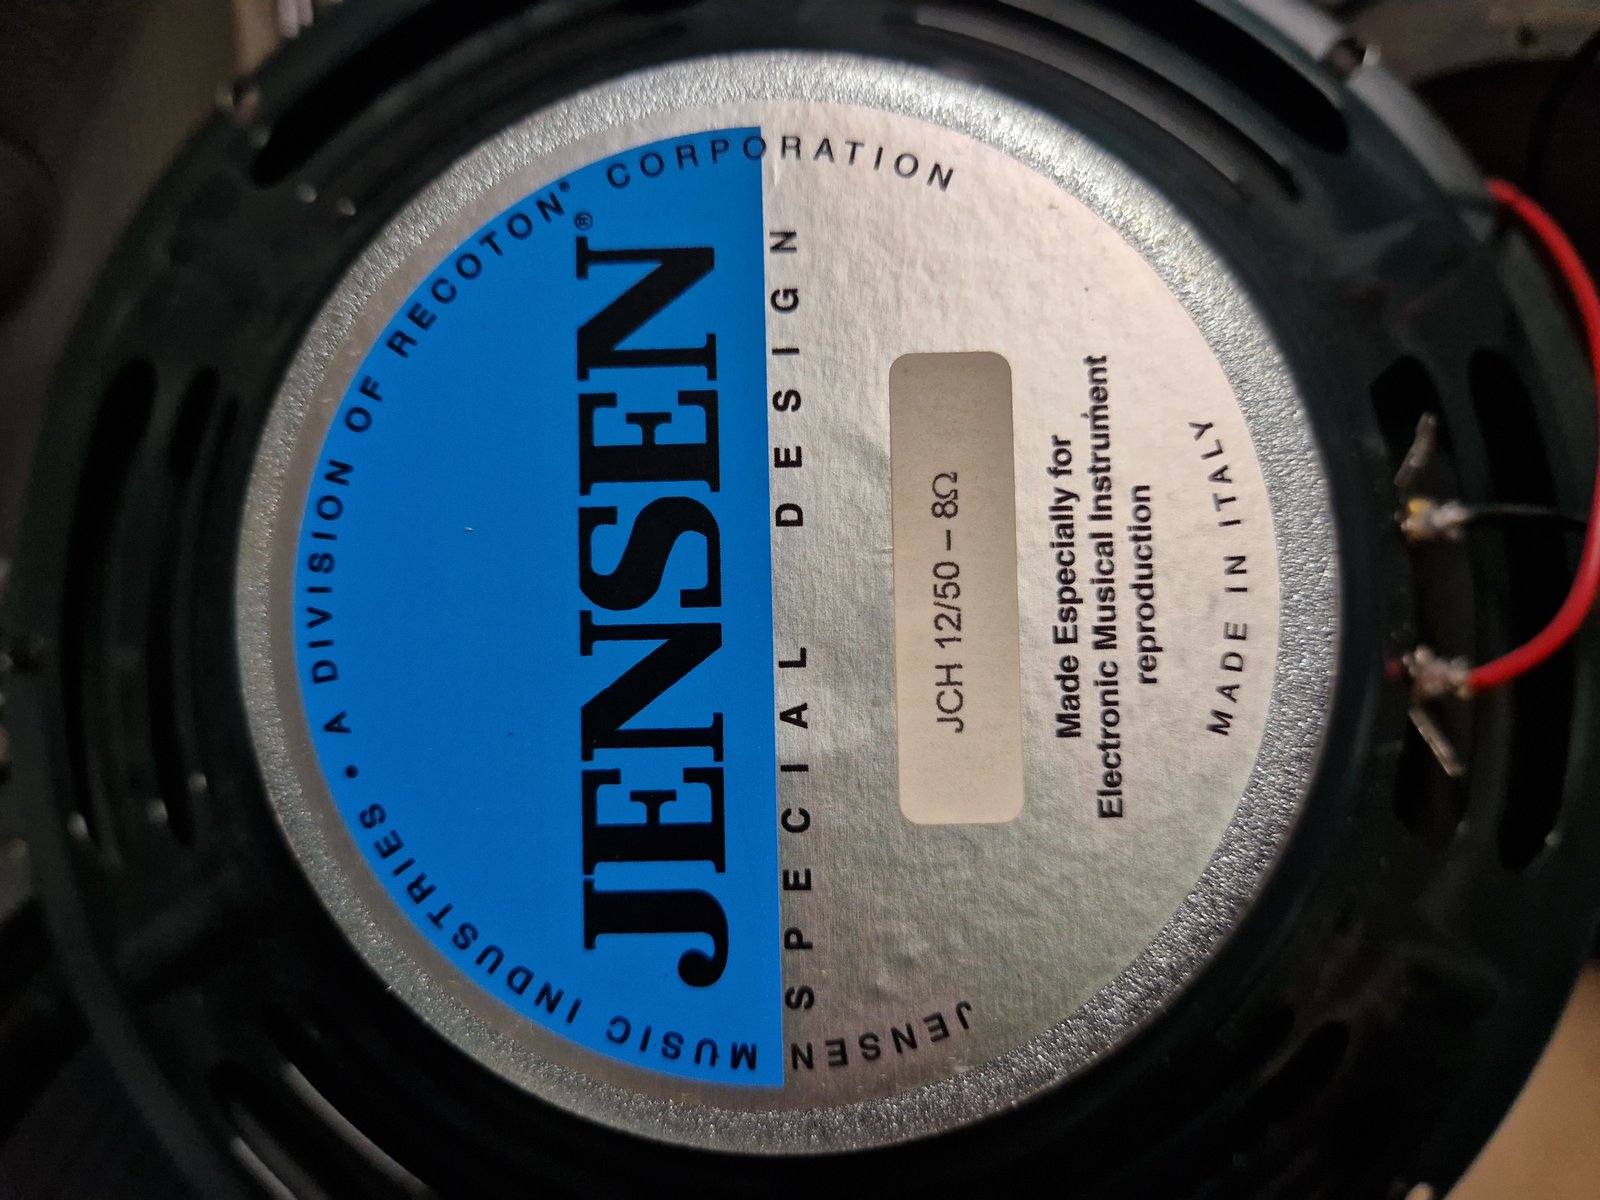 JENSEN MUSIC INDUSTRIES • A DIVISION OF RECOTON® CORPORATION
JENSEN®
SPECIAL DESIGN
JCH 12/50 – 8Ω
Made Especially for
Electronic Musical Instrument
reproduction
MADE IN ITALY